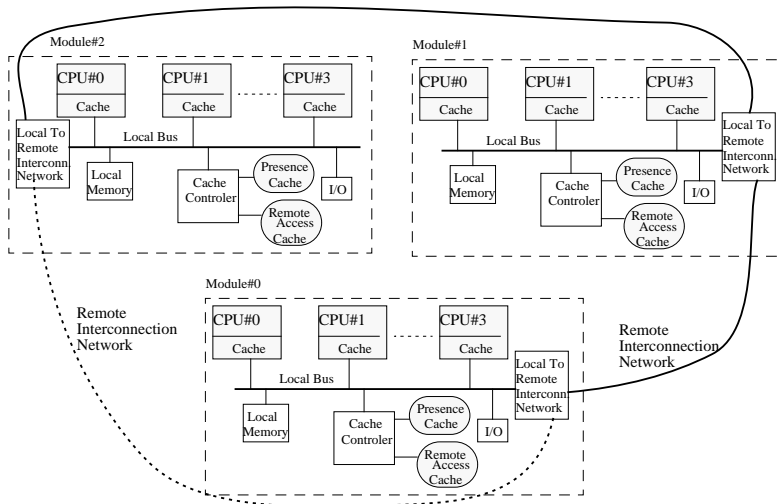 Module#2
CPU#0
CPU#1
CPU#3
Cache
Cache
Cache
Local To
Remote
Interconn.
Network
Local Bus
Local
Memory
Cache
Controler
Presence
Cache
Remote
Access
Cache
I/O
Module#1
CPU#0
CPU#1
CPU#3
Cache
Cache
Cache
Local To
Remote
Interconn.
Network
Local Bus
Local
Memory
Cache
Controler
Presence
Cache
Remote
Access
Cache
I/O
Remote
Interconnection
Network
Module#0
CPU#0
CPU#1
CPU#3
Cache
Cache
Cache
Local To
Remote
Interconn.
Network
Local Bus
Local
Memory
Cache
Controler
Presence
Cache
Remote
Access
Cache
I/O
Remote
Interconnection
Network